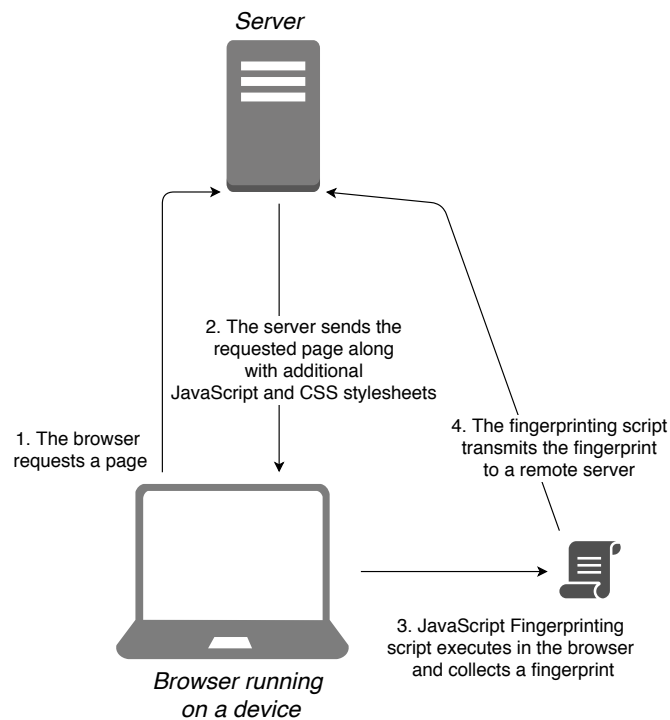 Server
2. The server sends the
requested page along
with additional
JavaScript and CSS stylesheets
1. The browser
requests a page
4. The fingerprinting script
transmits the fingerprint
to a remote server
3. JavaScript Fingerprinting
script executes in the browser
and collects a fingerprint
Browser running
on a device